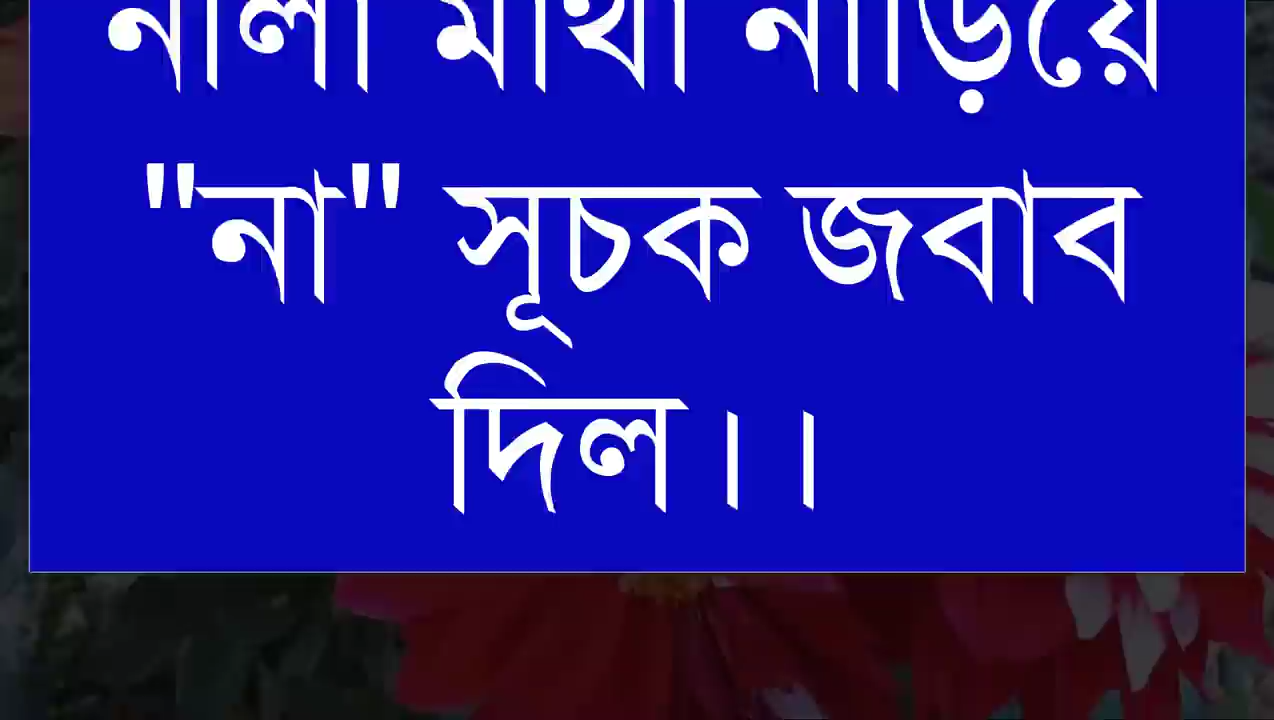 মাথা নাড়িয়ে
"না" সূচক জবাব
দিল।।